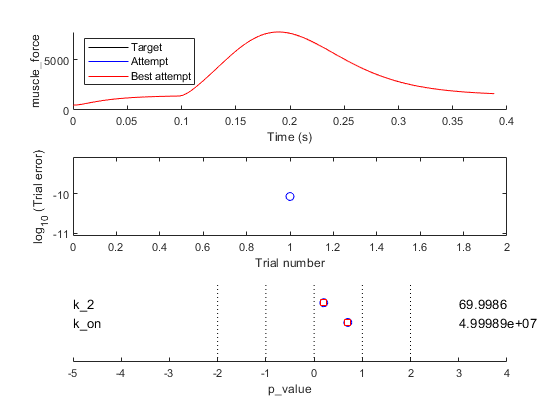 muscle_force
5000
0
Target
Attempt
Best attempt
0 0.05 0.1 0.15 0.2 0.25 0.3 0.35 0.4
Time (s)
log10 (Trial error)
-10
-11
0 0.2 0.4 0.6 0.8 1 1.2 1.4 1.6 1.8 2
Trial number
k_2 69.9986
k_on 4.99989e+07
-5 -4 -3 -2 -1 0 1 2 3 4
p_value